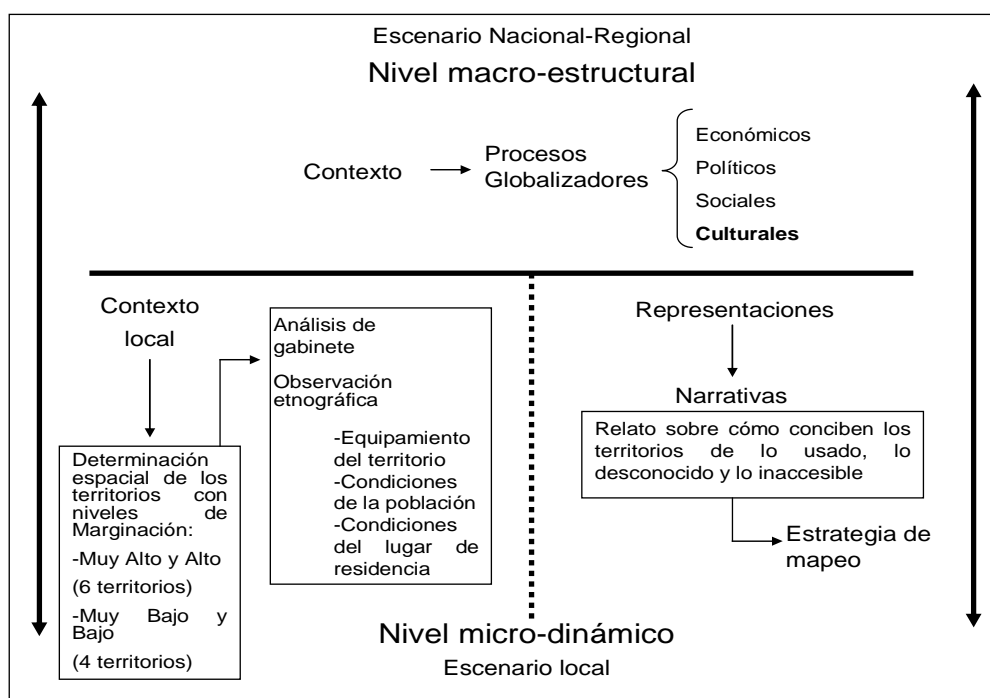 Escenario Nacional-Regional
Nivel macro-estructural
Contexto
Procesos
Globalizadores
Económicos
Políticos
Sociales
Culturales
Contexto
local
Determinación
espacial de los
territorios con
niveles de
Marginación:
-Muy Alto y Alto
(6 territorios)
-Muy Bajo y
Bajo
(4 territorios)
Análisis de
gabinete
Observación
etnográfica
-Equipamiento
del territorio
-Condiciones
de la población
-Condiciones
del lugar de
residencia
Representaciones
Narrativas
Relato sobre cómo conciben los
territorios de lo usado, lo
desconocido y lo inaccesible
Estrategia de
mapeo
Nivel micro-dinámico
Escenario local